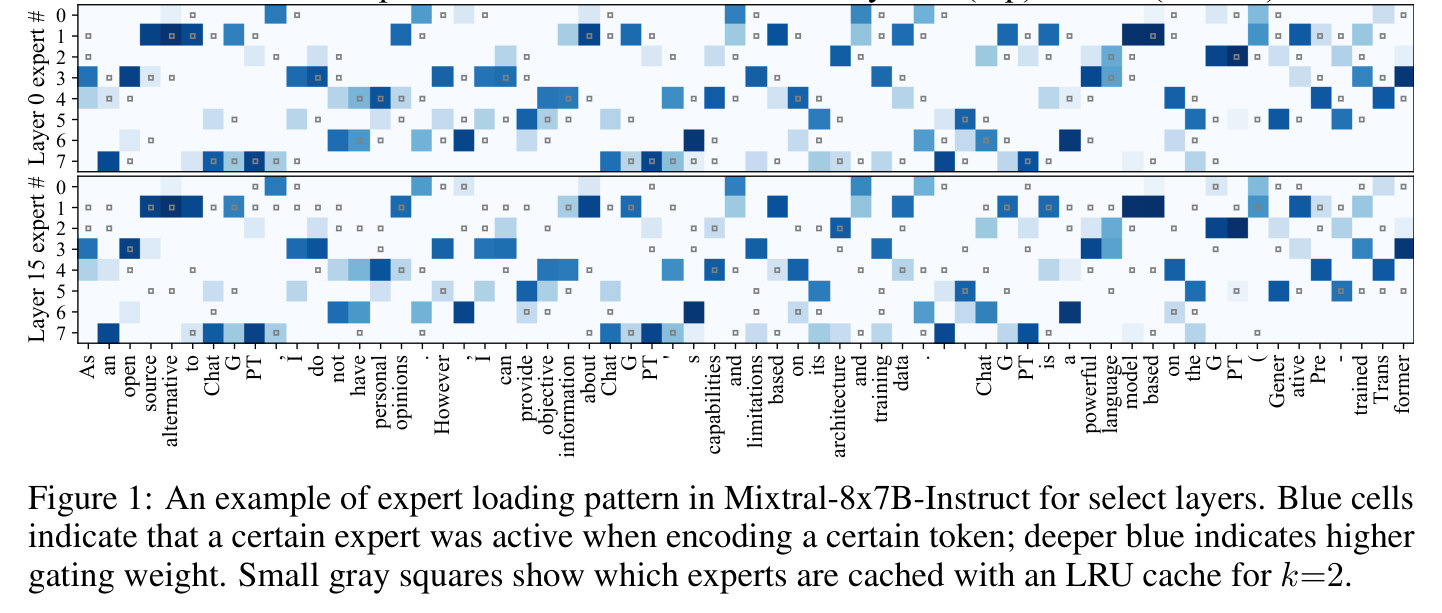 Layer 0 expert #
0
1
2
3
4
5
6
7
Layer 15 expert #
0
1
2
3
4
5
6
7
As
an
open
source
alternative
to
Chat
G
PT
,
I
do
not
have
personal
opinions
.
However
,
I
can
provide
objective
information
about
Chat
G
PT
'
s
capabilities
and
limitations
based
on
its
architecture
and
training
data
.
Chat
G
PT
is
a
powerful
language
model
based
on
the
G
PT
(
Gener
ative
Pre
-
trained
Trans
former
Figure 1: An example of expert loading pattern in Mixtral-8x7B-Instruct for select layers. Blue cells
indicate that a certain expert was active when encoding a certain token; deeper blue indicates higher
gating weight. Small gray squares show which experts are cached with an LRU cache for k=2.